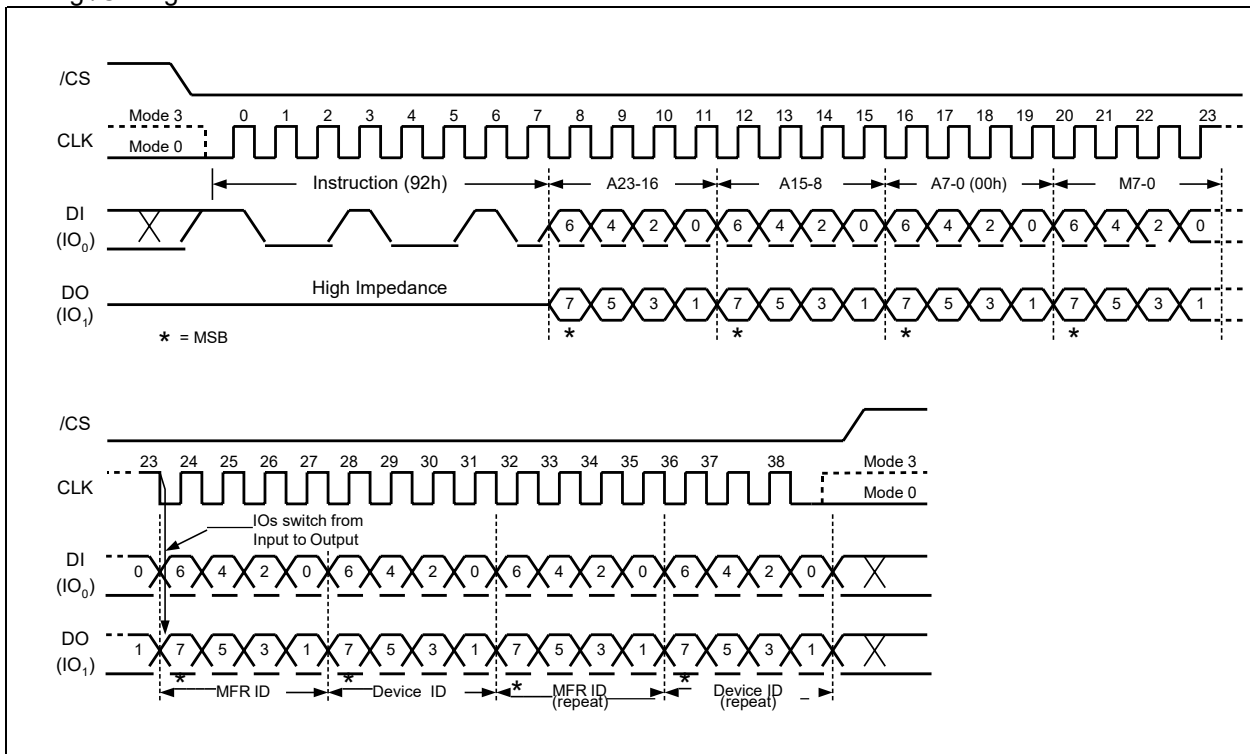 /CS
Mode 3 0 1 2 3 4 5 6 7 8 9 10 11 12 13 14 15 16 17 18 19 20 21 22 23
CLK Mode 0
Instruction (92h) A23-16 A15-8 A7-0 (00h) M7-0
DI
(IO0) 6 4 2 0 6 4 2 0 6 4 2 0 6 4 2 0
High Impedance
DO
(IO1) 7 5 3 1 7 5 3 1 7 5 3 1 7 5 3 1
* * * *
* = MSB
/CS
23 24 25 26 27 28 29 30 31 32 33 34 35 36 37 38 Mode 3
CLK Mode 0
IOs switch from
Input to Output
DI
(IO0) 0 6 4 2 0 6 4 2 0 6 4 2 0 6 4 2 0
DO
(IO1) 1 7 5 3 1 7 5 3 1 7 5 3 1 7 5 3 1
* * * *
MFR ID Device ID MFR ID Device ID
(repeat) (repeat)